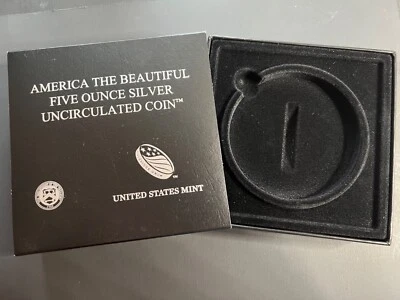 AMERICA THE BEAUTIFUL
FIVE OUNCE SILVER
UNCIRCULATED COIN™
UNITED STATES MINT